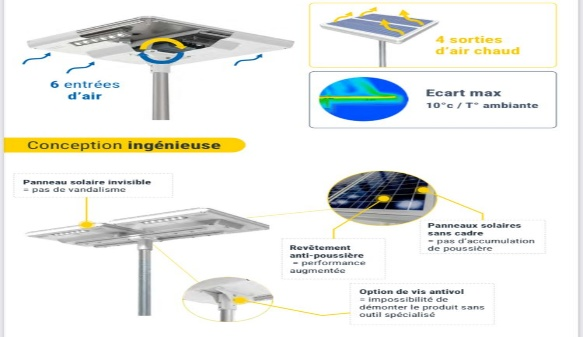 4 sorties
d'air chaud
6 entrées
d'air
Ecart max
10°c / T° ambiante
Conception ingénieuse
Panneau solaire invisible
= pas de vandalisme
Panneaux solaires
sans cadre
= pas d'accumulation
de poussière
Revêtement
anti-poussière
= performance
augmentée
Option de vis antivol
= impossibilité de
démonter le produit sans
outil spécialisé